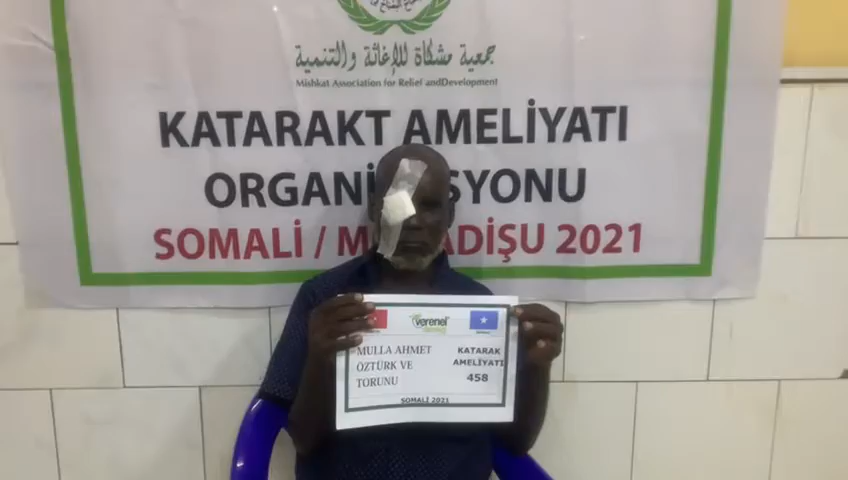 جمعية مشكاة للإغاثة والتنمية
Mishkat Association for Relief andDevelopment
KATARAKT AMELİYATI
ORGANİ SYONU
SOMALİ / M ADİŞU 2021
verenel
MULLA AHMET
ÖZTÜRK VE
TORUNU
KATARAK
AMELİYATI
458
SOMALİ 2021